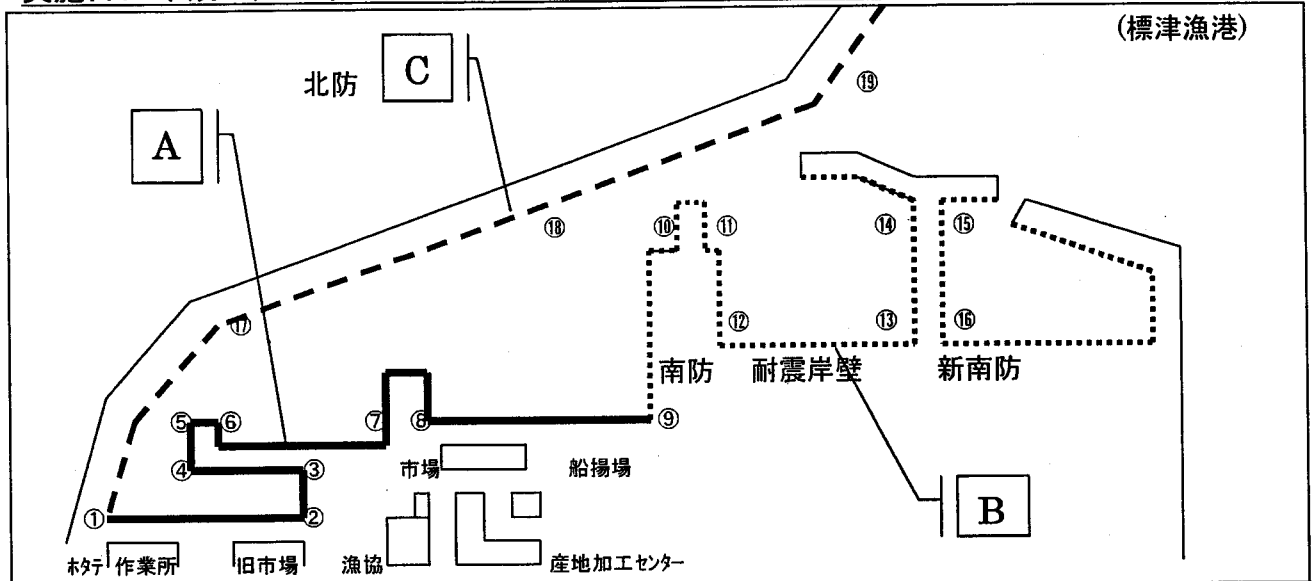 (標津漁港)
北防
C
A
⑲
⑱
⑩
⑪
⑭
⑮
⑰
⑫
⑬
⑯
南防
耐震岸壁
新南防
⑤
⑥
⑦
⑧
⑨
④
③
市場
船揚場
①
②
B
ホタテ
作業所
旧市場
漁協
産地加工センター